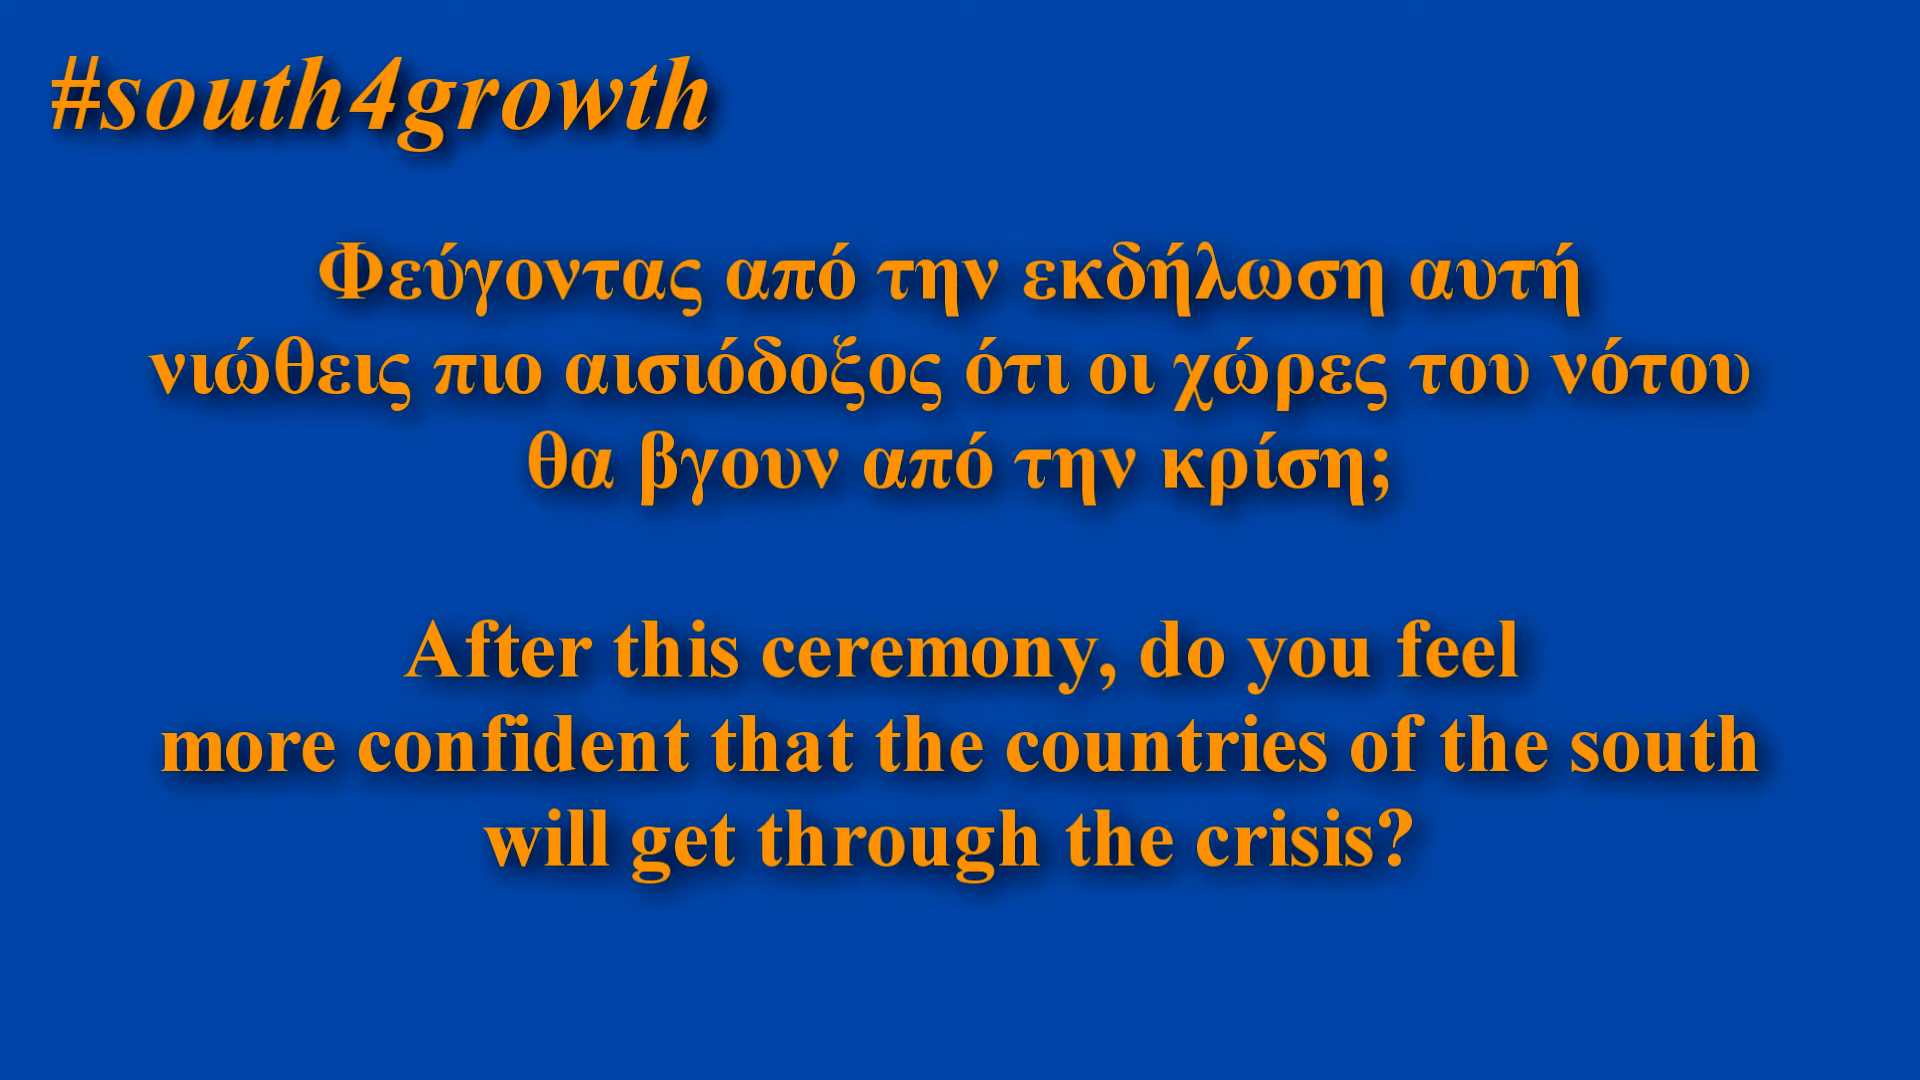 #south4growth
Φεύγοντας από την εκδήλωση αυτή
νιώθεις πιο αισιόδοξος ότι οι χώρες του νότου
θα βγουν από την κρίση;
After this ceremony, do you feel
more confident that the countries of the south
will get through the crisis?